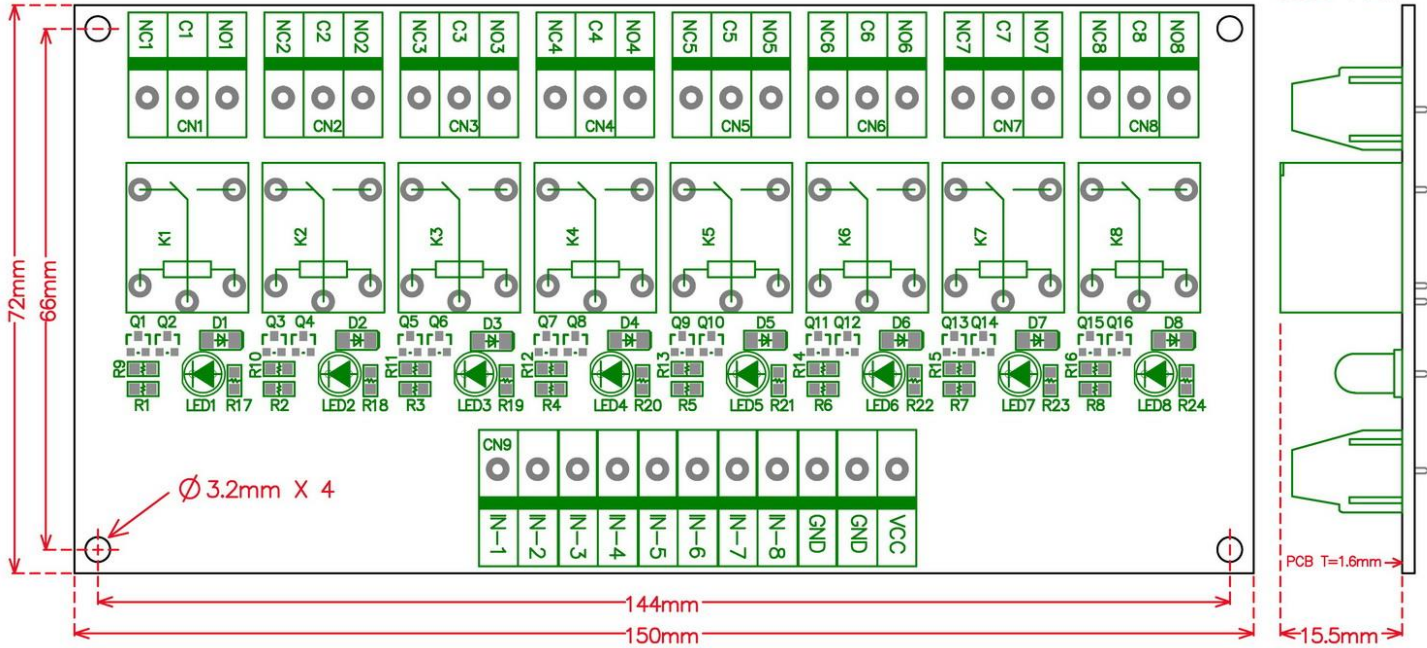 NC1 C1 NO1 NC2 C2 NO2 NC3 C3 NO3 NC4 C4 NO4 NC5 C5 NO5 NC6 C6 NO6 NC7 C7 NO7 NC8 C8 NO8
CN1 CN2 CN3 CN4 CN5 CN6 CN7 CN8
K1 K2 K3 K4 K5 K6 K7 K8
72mm
66mm
Q1 Q2 D1 Q3 Q4 D2 Q5 Q6 D3 Q7 Q8 D4 Q9 Q10 D5 Q11 Q12 D6 Q13 Q14 D7 Q15 Q16 D8
R9 R10 R11 R12 R13 R14 R15 R16
R1 LED1 R17 R2 LED2 R18 R3 LED3 R19 R4 LED4 R20 R5 LED5 R21 R6 LED6 R22 R7 LED7 R23 R8 LED8 R24
CN9
Ø 3.2mm X 4
IN-1 IN-2 IN-3 IN-4 IN-5 IN-6 IN-7 IN-8 GND GND VCC
PCB T=1.6mm
144mm
150mm
15.5mm